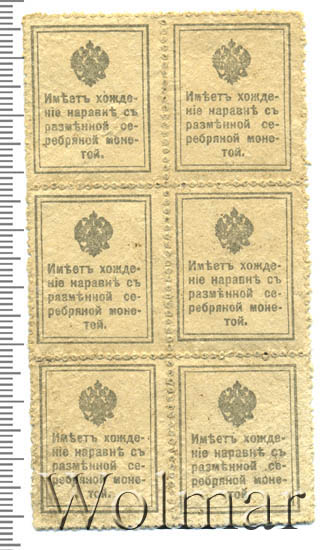 Имѣетъ хожде-
ніе наравнѣ съ
размѣнной се-
ребряной моне-
той.
Имѣетъ хожде-
ніе наравнѣ съ
размѣнной се-
ребряной моне-
той.
Имѣетъ хожде-
ніе наравнѣ съ
размѣнной се-
ребряной моне-
той.
Имѣетъ хожде-
ніе наравнѣ съ
размѣнной се-
ребряной моне-
той.
Имѣетъ хожде-
ніе наравнѣ съ
размѣнной се-
ребряной моне-
той.
Имѣетъ хожде-
ніе наравнѣ съ
размѣнной се-
ребряной моне-
той.
Wolmar